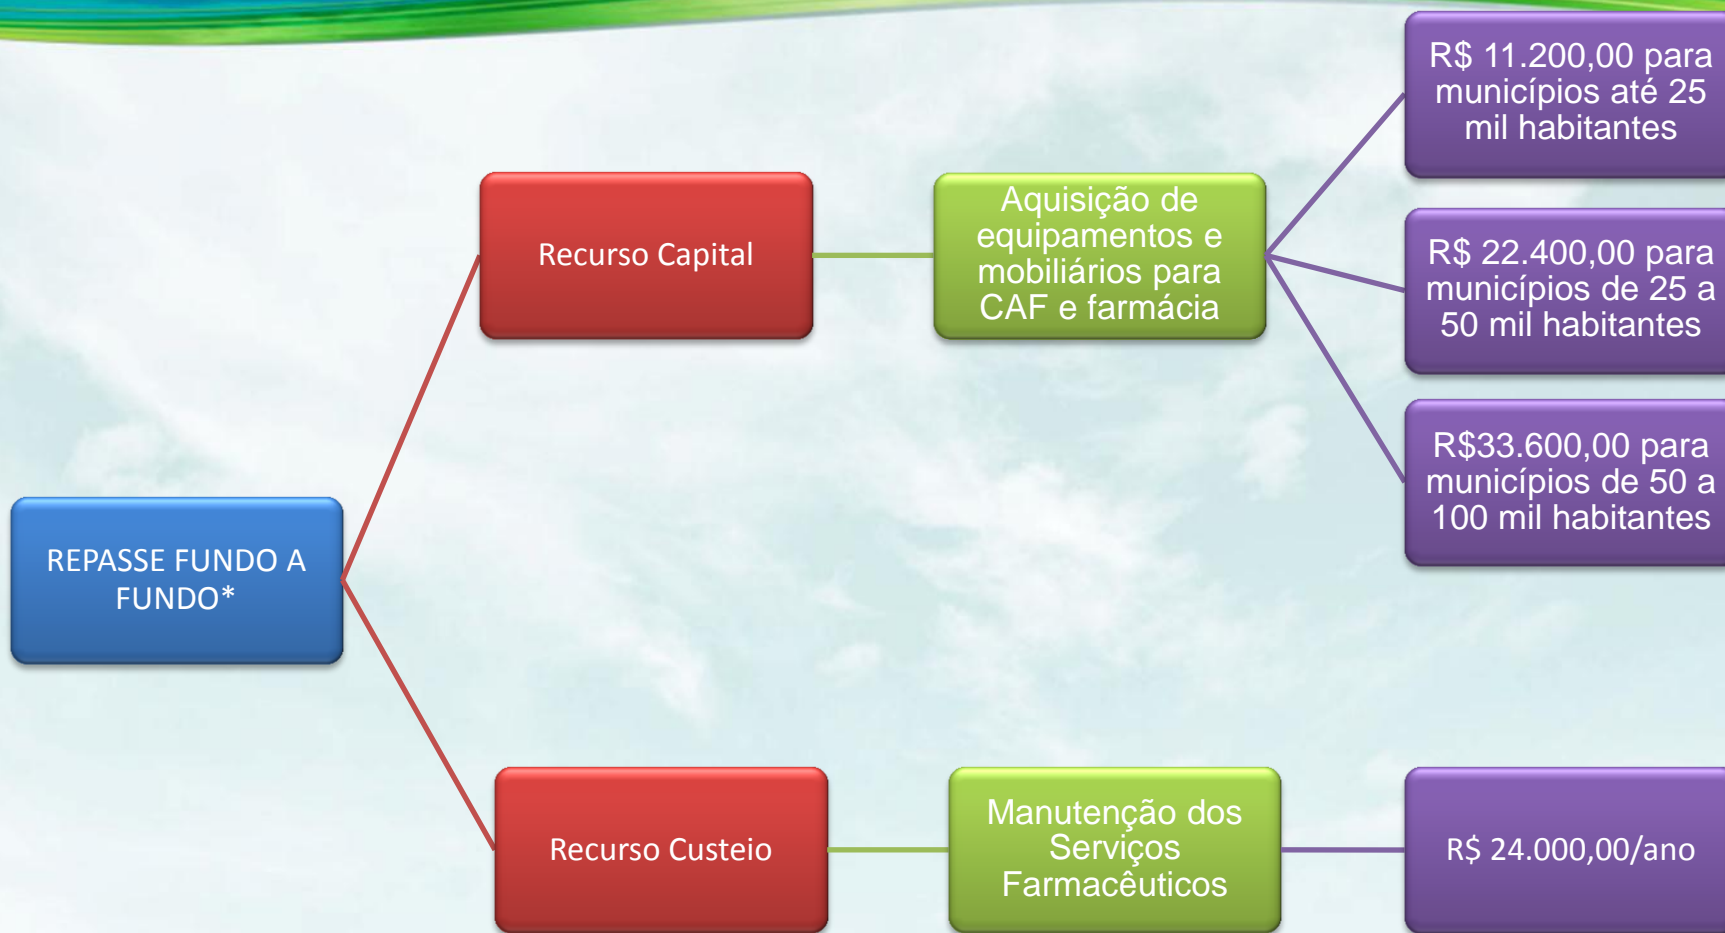 R$ 11.200,00 para
municípios até 25
mil habitantes
Recurso Capital
Aquisição de
equipamentos e
mobiliários para
CAF e farmácia
R$ 22.400,00 para
municípios de 25 a
50 mil habitantes
R$33.600,00 para
municípios de 50 a
100 mil habitantes
REPASSE FUNDO A
FUNDO*
Recurso Custeio
Manutenção dos
Serviços
Farmacêuticos
R$ 24.000,00/ano